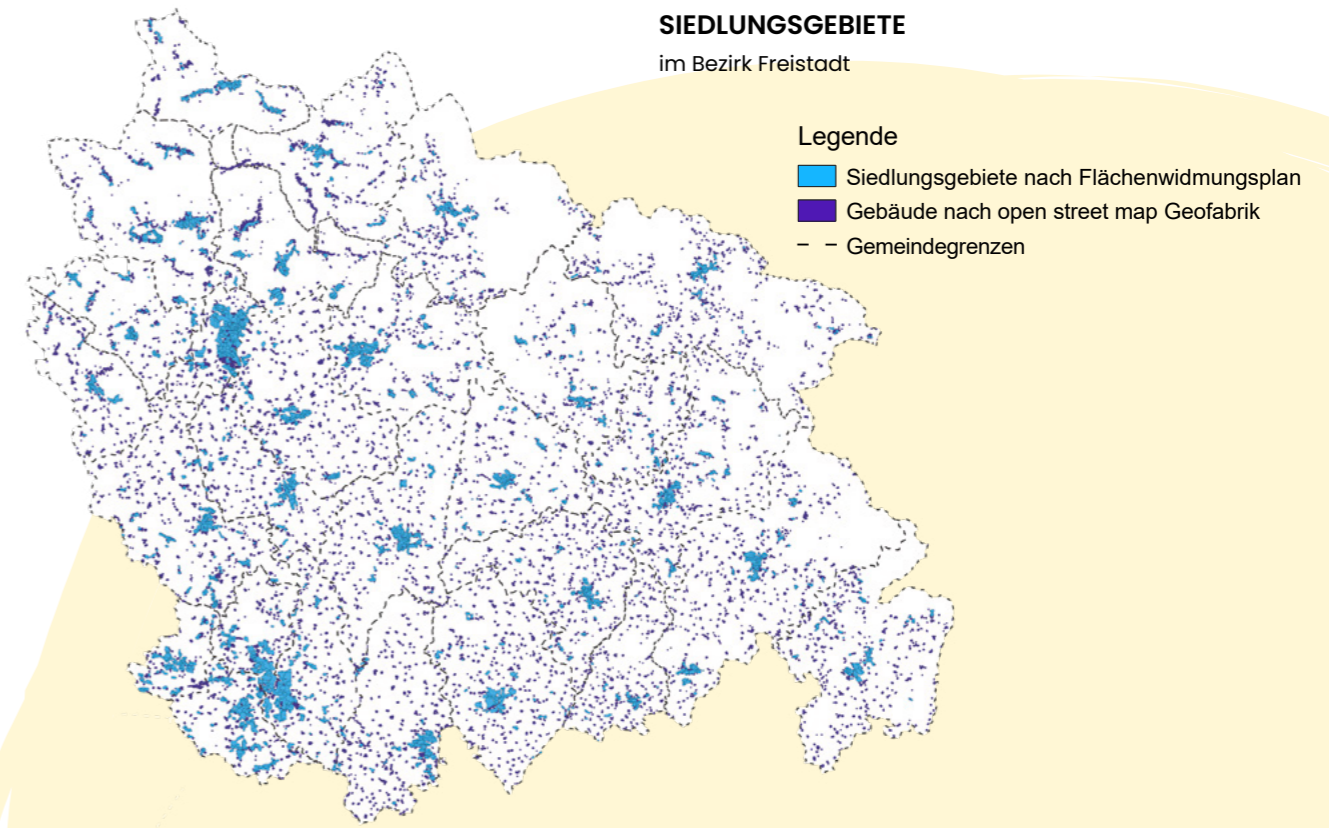 SIEDLUNGSGEBIETE
im Bezirk Freistadt
Legende
Siedlungsgebiete nach Flächenwidmungsplan
Gebäude nach open street map Geofabrik
Gemeindegrenzen